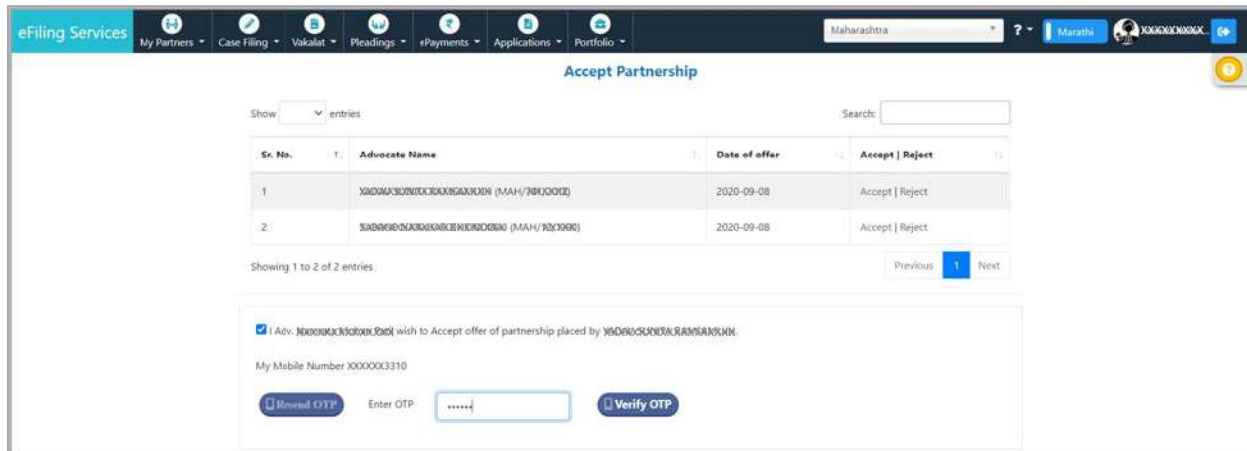 eFiling Services My Partners Case Filing Vakalat Pleadings ePayments Applications Portfolio Maharashtra ? Marathi
Accept Partnership
Show entries Search:
Sr. No. Advocate Name Date of offer Accept | Reject
1 (MAH/ 2020-09-08 Accept | Reject
2 (MAH/ 2020-09-08 Accept | Reject
Showing 1 to 2 of 2 entries Previous 1 Next
I Adv. wish to Accept offer of partnership placed by
My Mobile Number XXXXXX3310
Resend OTP Enter OTP •••••• Verify OTP